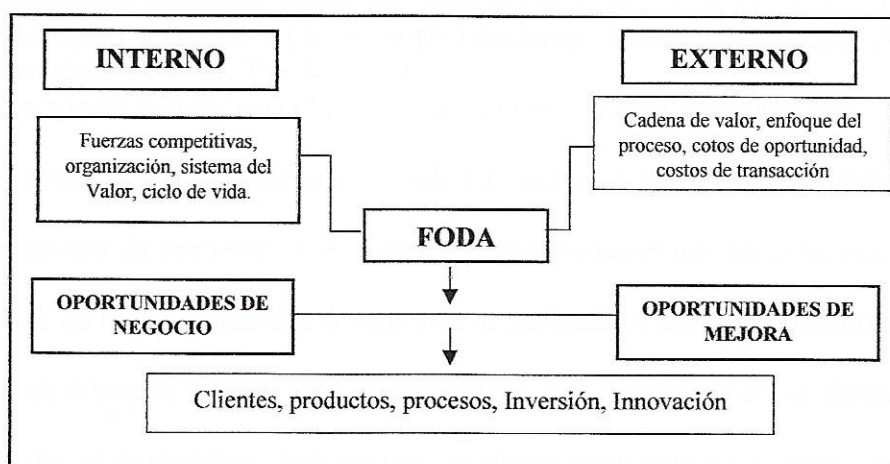 INTERNO
EXTERNO
Fuerzas competitivas,
organización, sistema del
Valor, ciclo de vida.
Cadena de valor, enfoque del
proceso, cotos de oportunidad,
costos de transacción
FODA
OPORTUNIDADES DE
NEGOCIO
OPORTUNIDADES DE
MEJORA
Clientes, productos, procesos, Inversión, Innovación